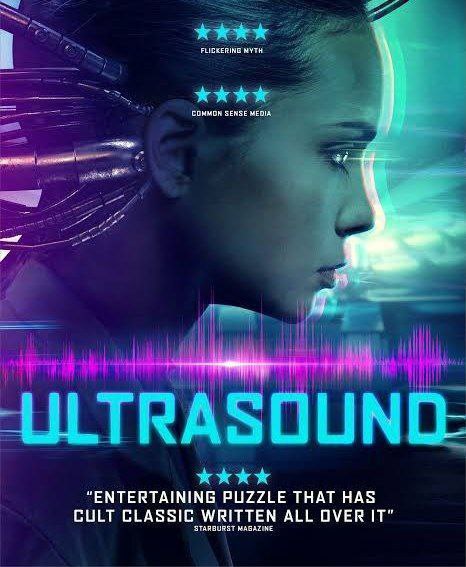 FLICKERING MYTH
COMMON SENSE MEDIA
ULTRASOUND
“ENTERTAINING PUZZLE THAT HAS
CULT CLASSIC WRITTEN ALL OVER IT”
STARBURST MAGAZINE